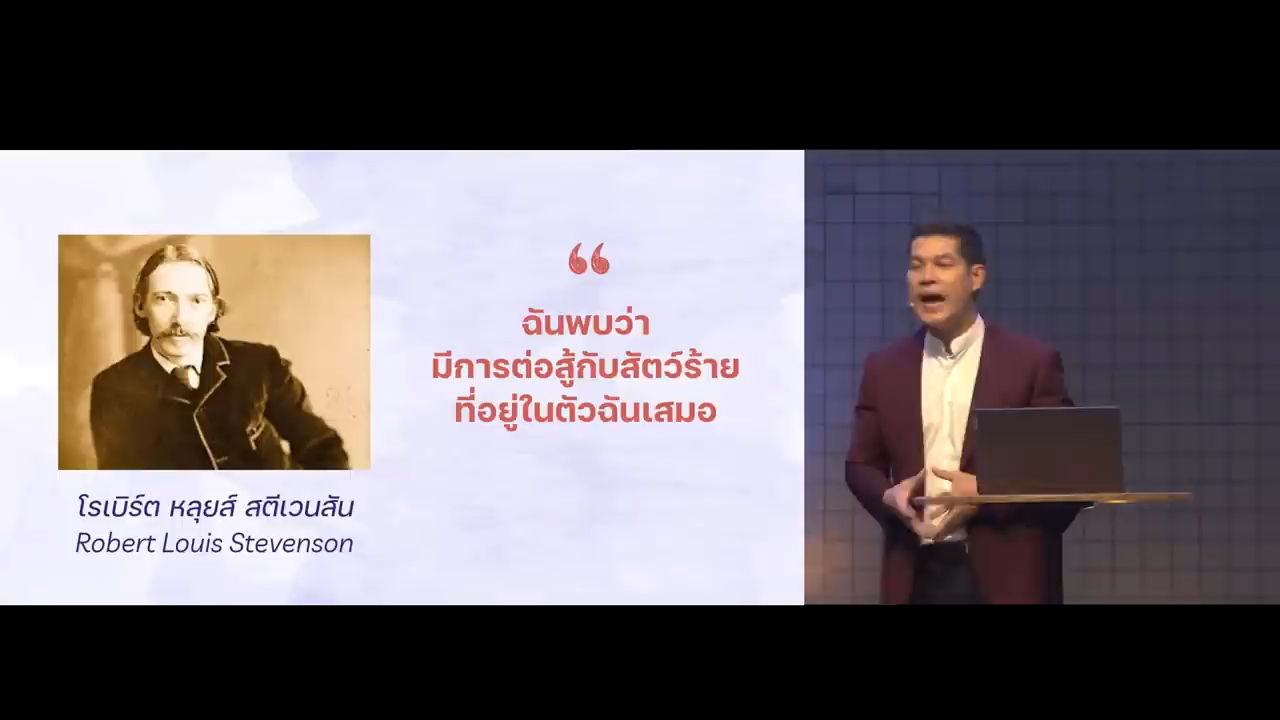 “
ฉันพบว่า
มีการต่อสู้กับสัตว์ร้าย
ที่อยู่ในตัวฉันเสมอ
โรเบิร์ต หลุยส์ สตีเวนสัน
Robert Louis Stevenson